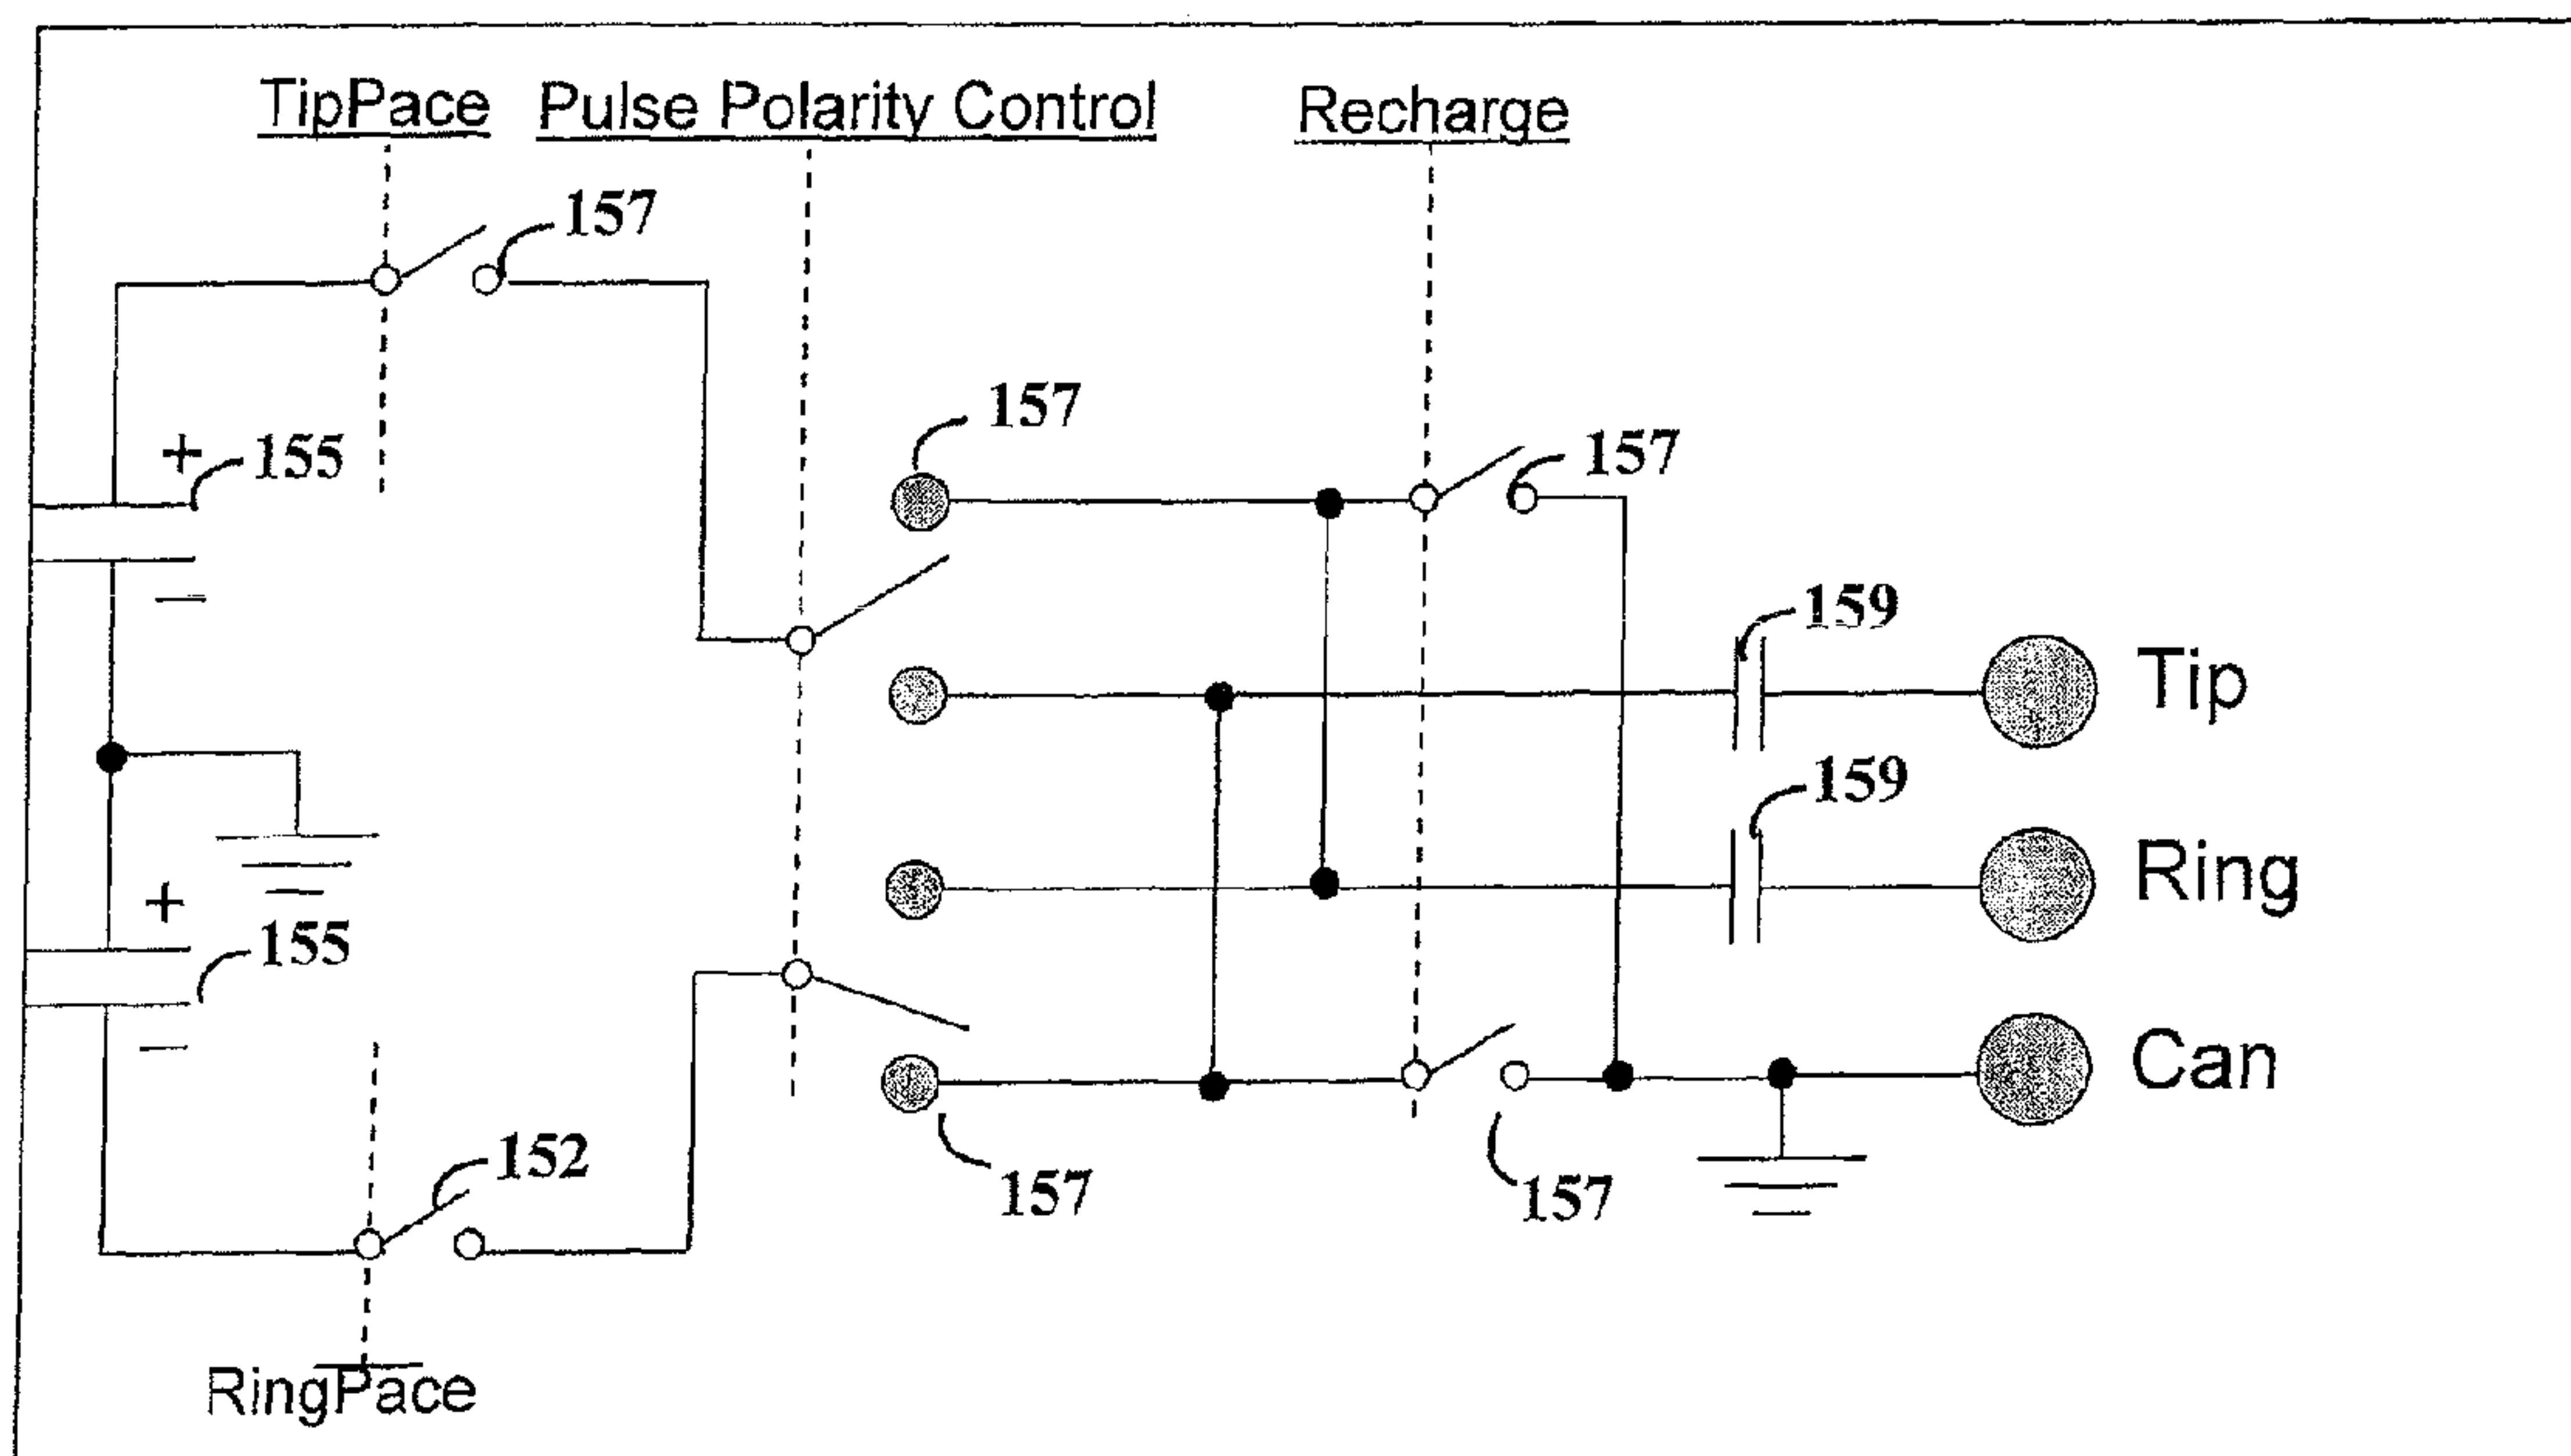 TipPace
Pulse Polarity Control
Recharge
157
157
157
+
155
−
159
Tip
159
Ring
+
155
−
Can
152
157
157
RingPace